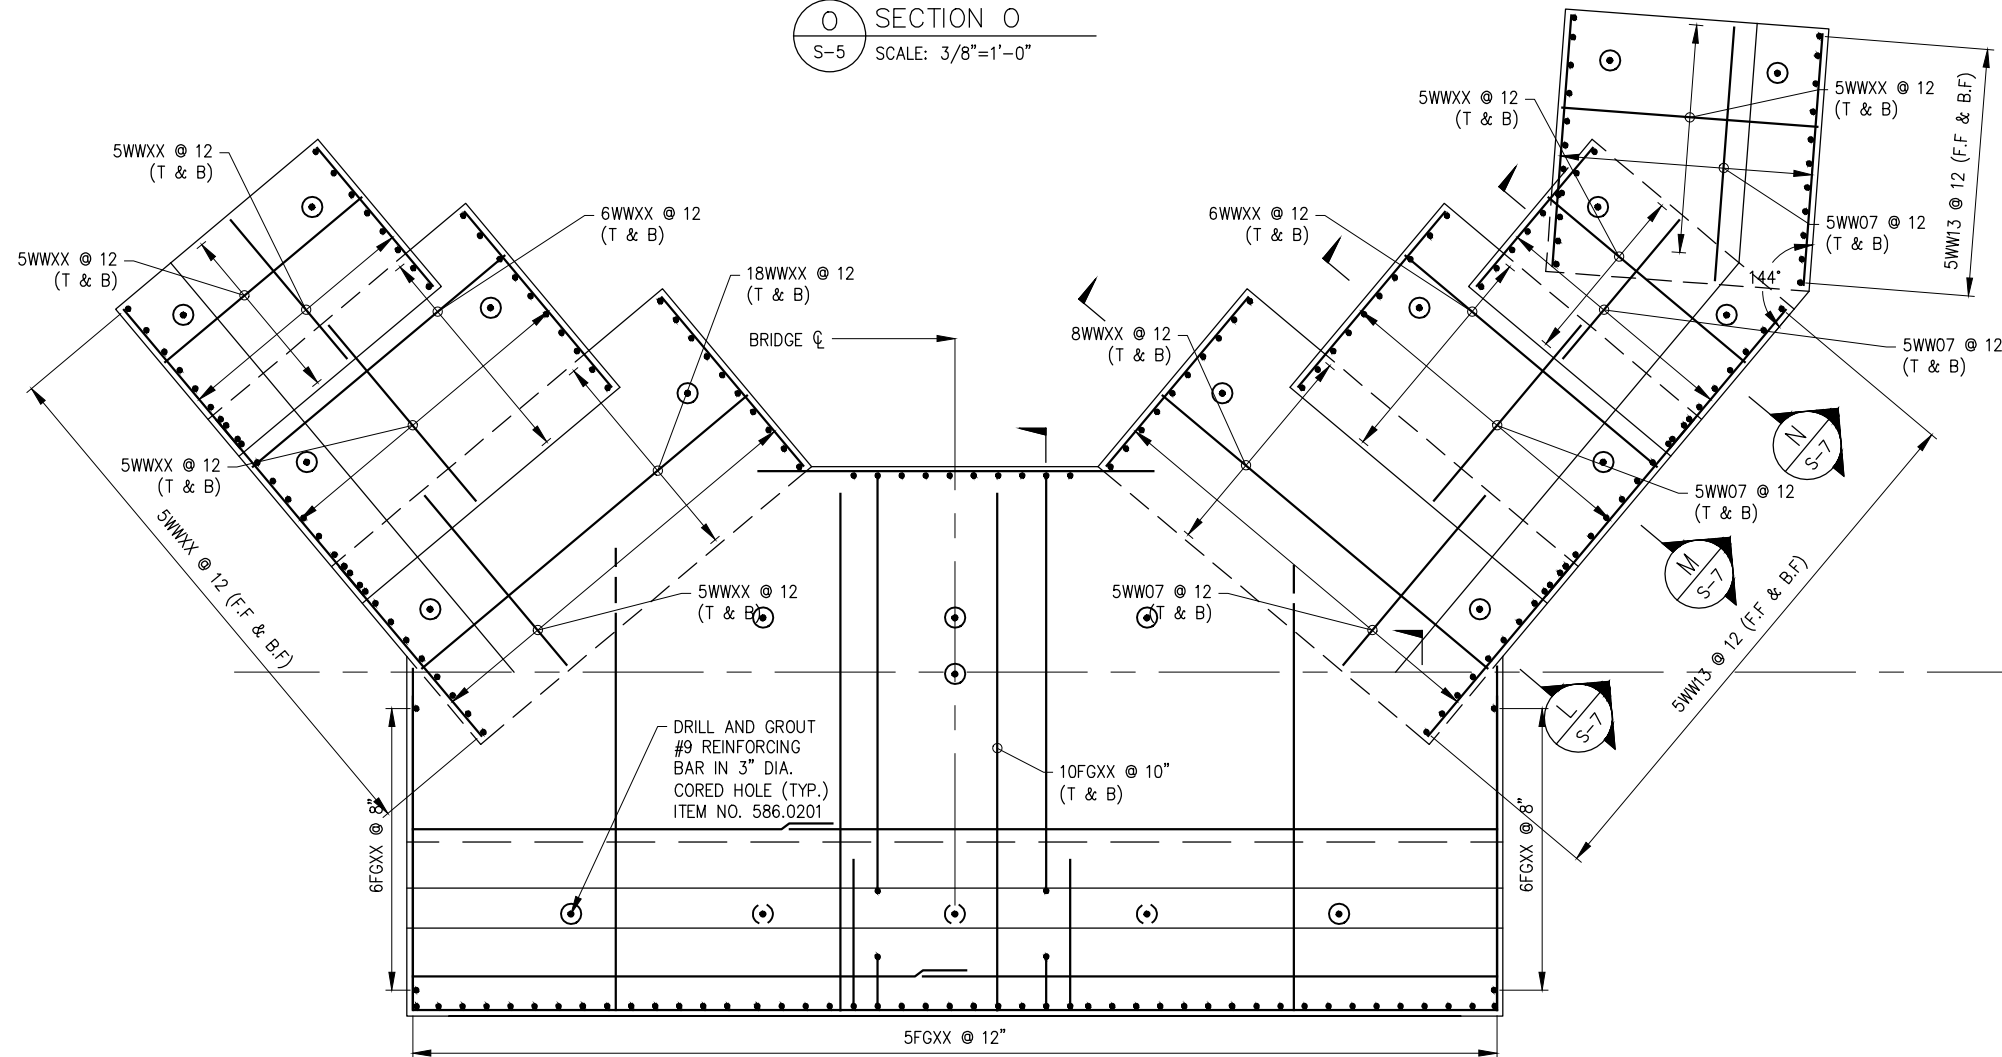 O SECTION O
S-5 SCALE: 3/8"=1'-0"
5WWXX @ 12
(T & B)
5WWXX @ 12
(T & B)
6WWXX @ 12
(T & B)
18WWXX @ 12
(T & B)
BRIDGE ℄
5WWXX @ 12
(T & B)
5WWXX @ 12 (F.F & B.F)
5WWXX @ 12
(T & B)
5WWXX @ 12
(T & B)
5WWXX @ 12
(T & B)
5WW13 @ 12 (F.F & B.F)
6WWXX @ 12
(T & B)
5WW07 @ 12
(T & B)
144°
8WWXX @ 12
(T & B)
5WW07 @ 12
(T & B)
N
S-7
5WW07 @ 12
(T & B)
M
S-7
5WW07 @ 12
(T & B)
5WW13 @ 12 (F.F & B.F)
L
S-7
DRILL AND GROUT
#9 REINFORCING
BAR IN 3" DIA.
CORED HOLE (TYP.)
ITEM NO. 586.0201
10FGXX @ 10"
(T & B)
6FGXX @ 8"
6FGXX @ 8"
5FGXX @ 12"